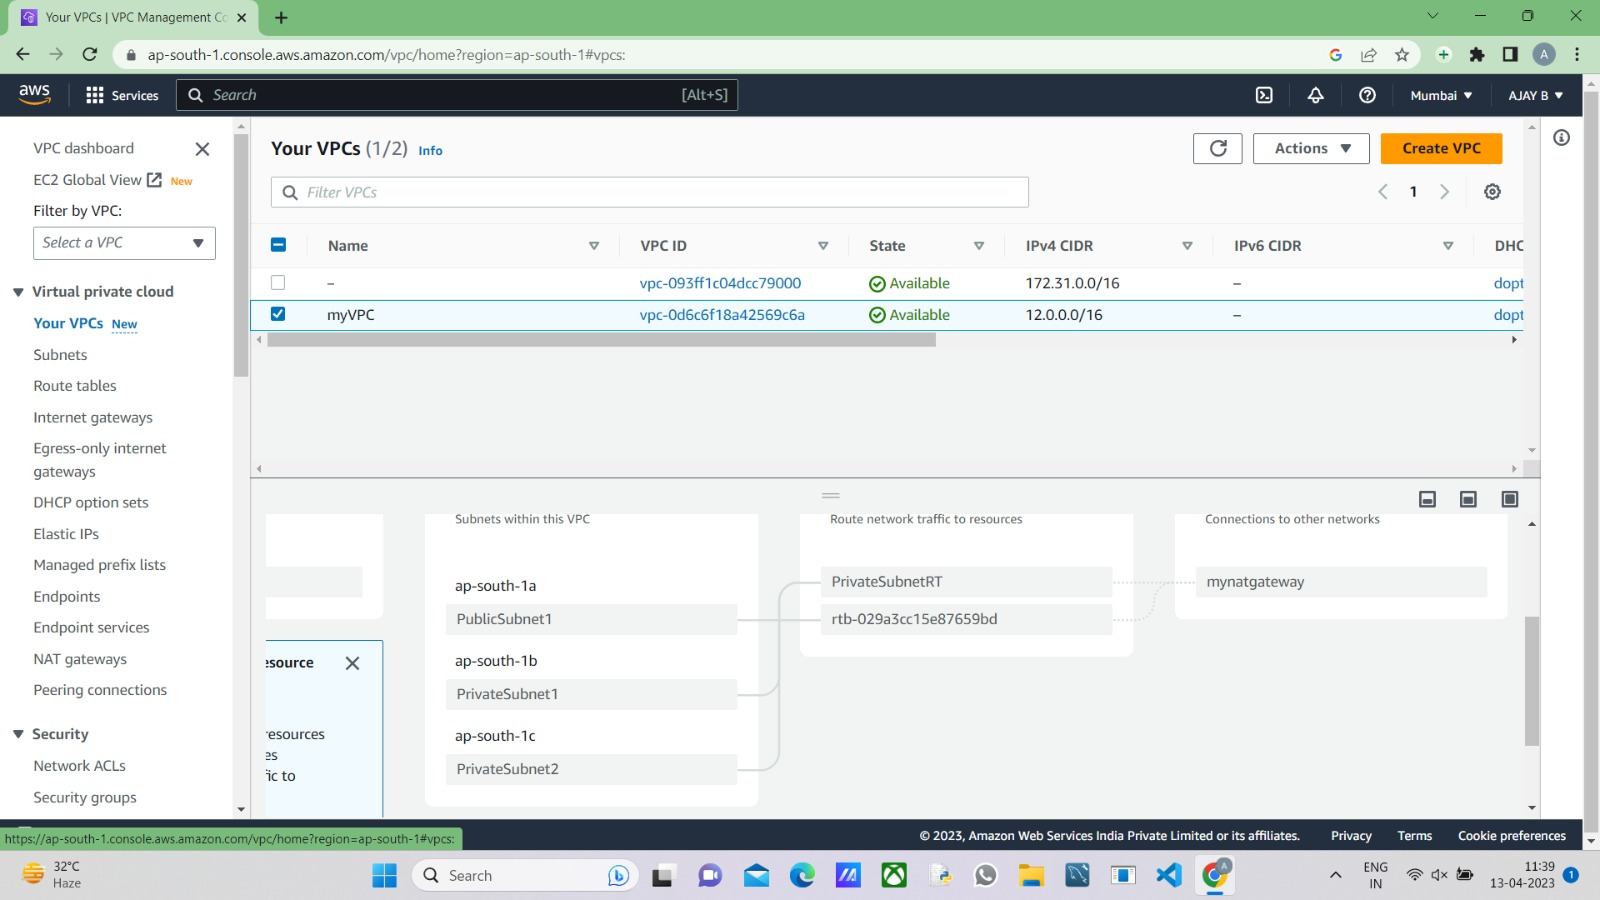 Your VPCs | VPC Management Co
ap-south-1.console.aws.amazon.com/vpc/home?region=ap-south-1#vpcs:
A
aws
Services
Search
[Alt+S]
Mumbai
AJAY B
VPC dashboard
EC2 Global View
New
Filter by VPC:
Select a VPC
Virtual private cloud
Your VPCs
New
Subnets
Route tables
Internet gateways
Egress-only internet
gateways
DHCP option sets
Elastic IPs
Managed prefix lists
Endpoints
Endpoint services
NAT gateways
Peering connections
Security
Network ACLs
Security groups
Your VPCs (1/2) Info
Actions
Create VPC
Filter VPCs
1
Name VPC ID State IPv4 CIDR IPv6 CIDR DHC
– vpc-093ff1c04dcc79000 Available 172.31.0.0/16 – dopt
myVPC vpc-0d6c6f18a42569c6a Available 12.0.0.0/16 – dopt
esource
resources
es
fic to
Subnets within this VPC
ap-south-1a
PublicSubnet1
ap-south-1b
PrivateSubnet1
ap-south-1c
PrivateSubnet2
Route network traffic to resources
PrivateSubnetRT
rtb-029a3cc15e87659bd
Connections to other networks
mynatgateway
https://ap-south-1.console.aws.amazon.com/vpc/home?region=ap-south-1#vpcs:
© 2023, Amazon Web Services India Private Limited or its affiliates. Privacy Terms Cookie preferences
32°C
Haze
Search
A
ENG
IN
11:39
13-04-2023
1